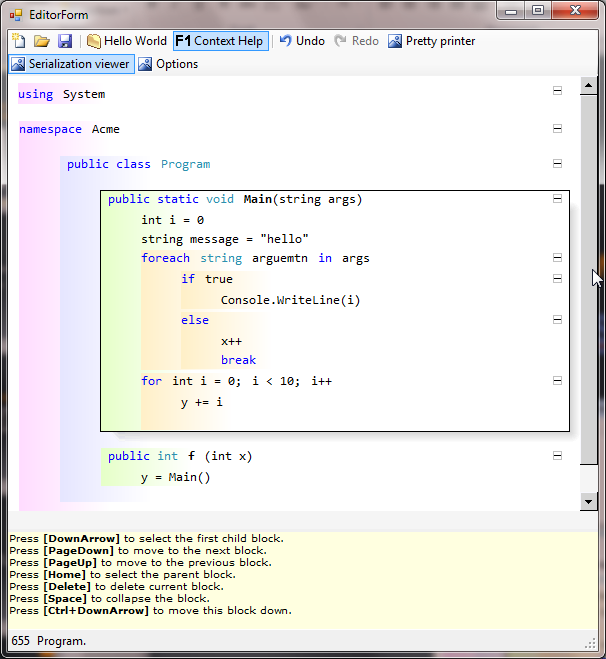 EditorForm
Hello World F1 Context Help Undo Redo Pretty printer
Serialization viewer Options
using System
namespace Acme
public class Program
public static void Main(string args)
int i = 0
string message = "hello"
foreach string arguemtn in args
if true
Console.WriteLine(i)
else
x++
break
for int i = 0; i < 10; i++
y += i
public int f (int x)
y = Main()
Press [DownArrow] to select the first child block.
Press [PageDown] to move to the next block.
Press [PageUp] to move to the previous block.
Press [Home] to select the parent block.
Press [Delete] to delete current block.
Press [Space] to collapse the block.
Press [Ctrl+DownArrow] to move this block down.
655 Program.